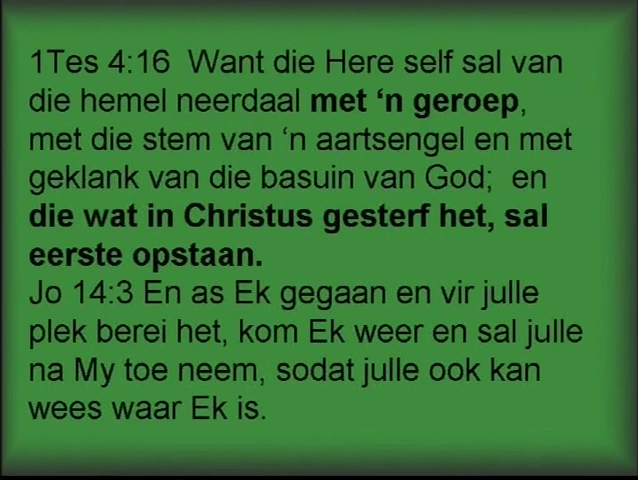 1Tes 4:16  Want die Here self sal van
die hemel neerdaal met ‘n geroep,
met die stem van ‘n aartsengel en met
geklank van die basuin van God;  en
die wat in Christus gesterf het, sal
eerste opstaan.
Jo 14:3 En as Ek gegaan en vir julle
plek berei het, kom Ek weer en sal julle
na My toe neem, sodat julle ook kan
wees waar Ek is.